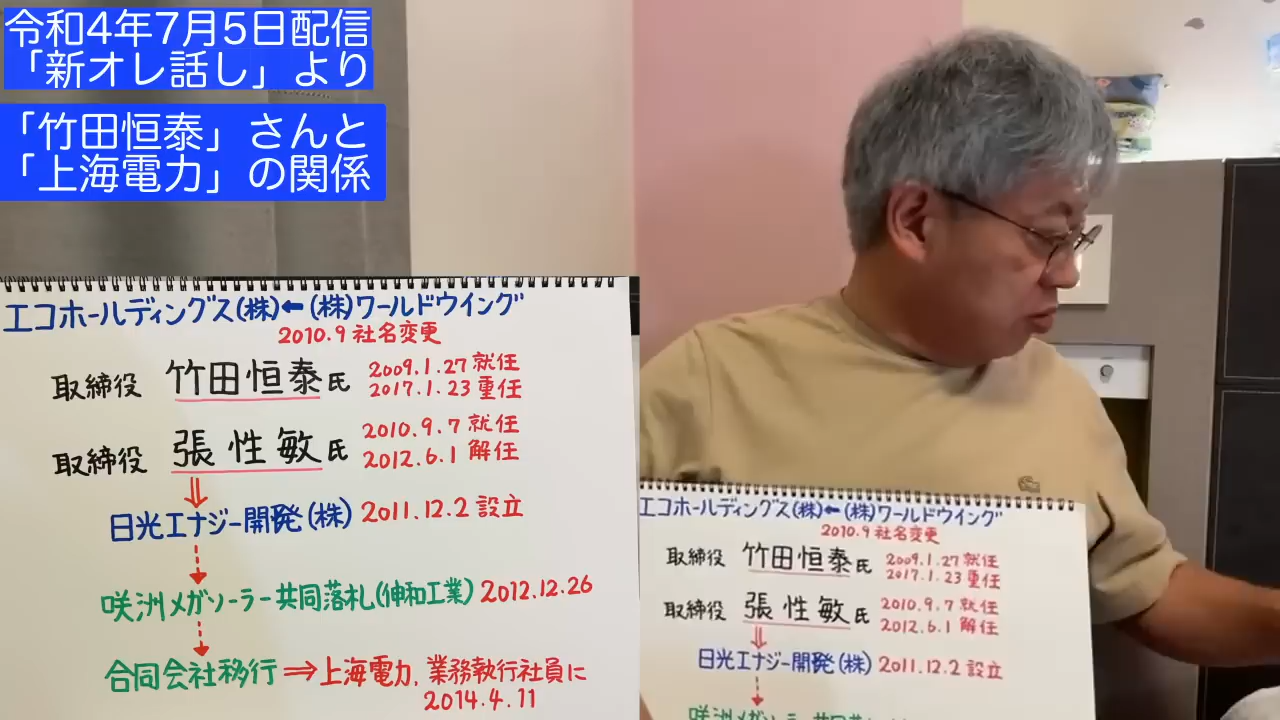 令和4年7月5日配信
「新オレ話し」より
「竹田恒泰」さんと
「上海電力」の関係
エコホールディングス(株)⬅(株)ワールドウイング
2010.9 社名変更
取締役 竹田恒泰氏 2009.1.27 就任
2017.1.23 重任
取締役 張性敏氏 2010.9.7 就任
2012.6.1 解任
日光エナジー開発(株) 2011.12.2 設立
咲洲メガソーラー共同落札(伸和工業) 2012.12.26
合同会社移行⇒上海電力、業務執行社員に
2014.4.11
エコホールディングス(株)⬅(株)ワールドウイング
2010.9 社名変更
取締役 竹田恒泰氏 2009.1.27 就任
2017.1.23 重任
取締役 張性敏氏 2010.9.7 就任
2012.6.1 解任
日光エナジー開発(株) 2011.12.2 設立